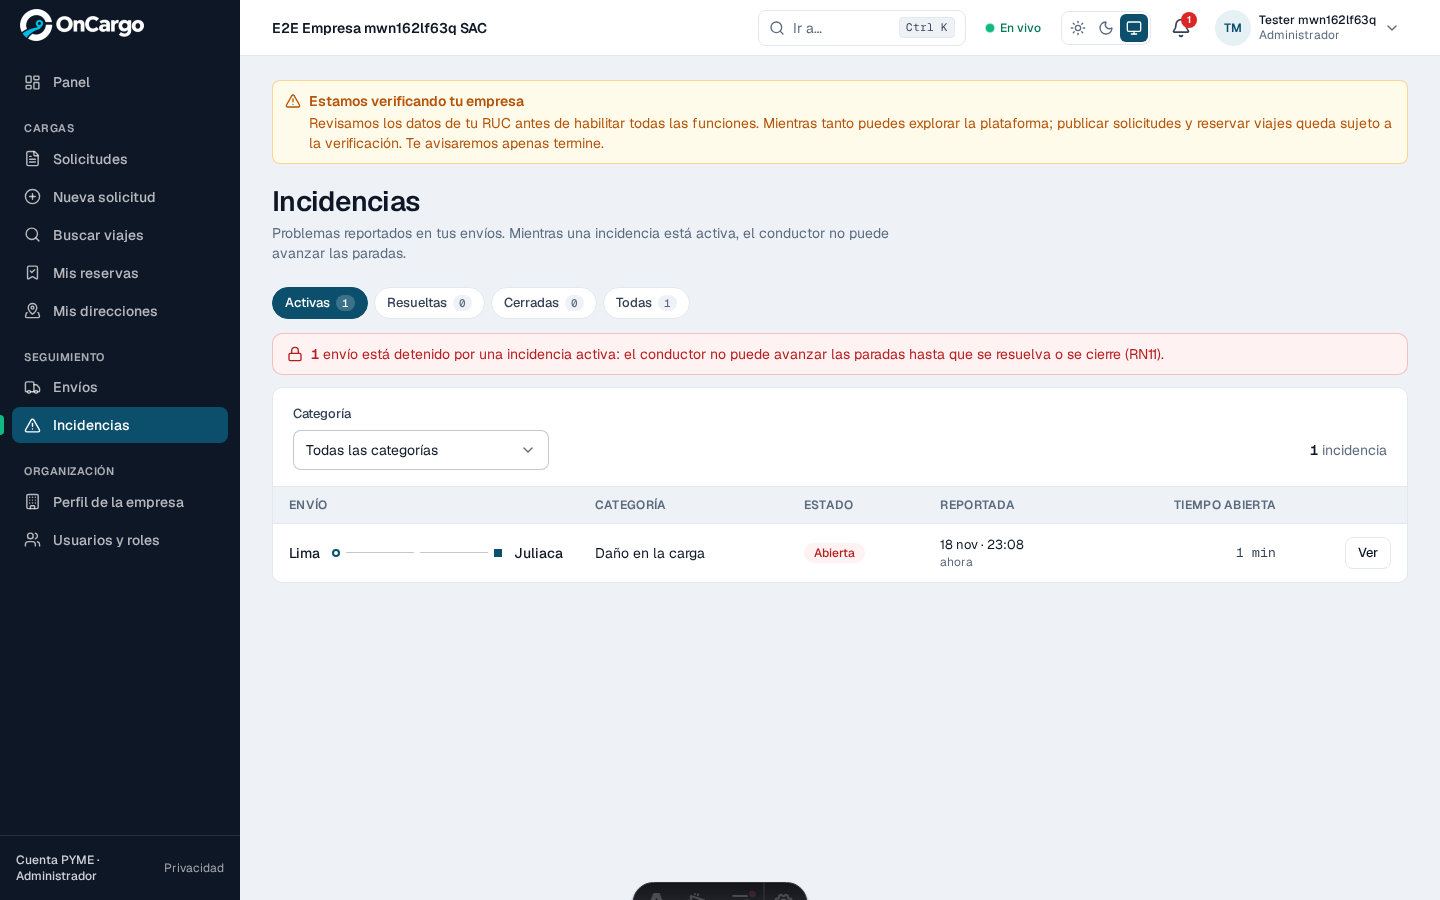 OnCargo
Panel
CARGAS
Solicitudes
Nueva solicitud
Buscar viajes
Mis reservas
Mis direcciones
SEGUIMIENTO
Envíos
Incidencias
ORGANIZACIÓN
Perfil de la empresa
Usuarios y roles
Cuenta PYME ·
Administrador
Privacidad
E2E Empresa mwn162lf63q SAC
Ir a...
Ctrl K
En vivo
1
TM
Tester mwn162lf63q
Administrador
Estamos verificando tu empresa
Revisamos los datos de tu RUC antes de habilitar todas las funciones. Mientras tanto puedes explorar la plataforma; publicar solicitudes y reservar viajes queda sujeto a
la verificación. Te avisaremos apenas termine.
Incidencias
Problemas reportados en tus envíos. Mientras una incidencia está activa, el conductor no puede
avanzar las paradas.
Activas 1
Resueltas 0
Cerradas 0
Todas 1
1 envío está detenido por una incidencia activa: el conductor no puede avanzar las paradas hasta que se resuelva o se cierre (RN11).
Categoría
Todas las categorías
1 incidencia
ENVÍO CATEGORÍA ESTADO REPORTADA TIEMPO ABIERTA
Lima Juliaca Daño en la carga Abierta 18 nov · 23:08 1 min Ver
ahora